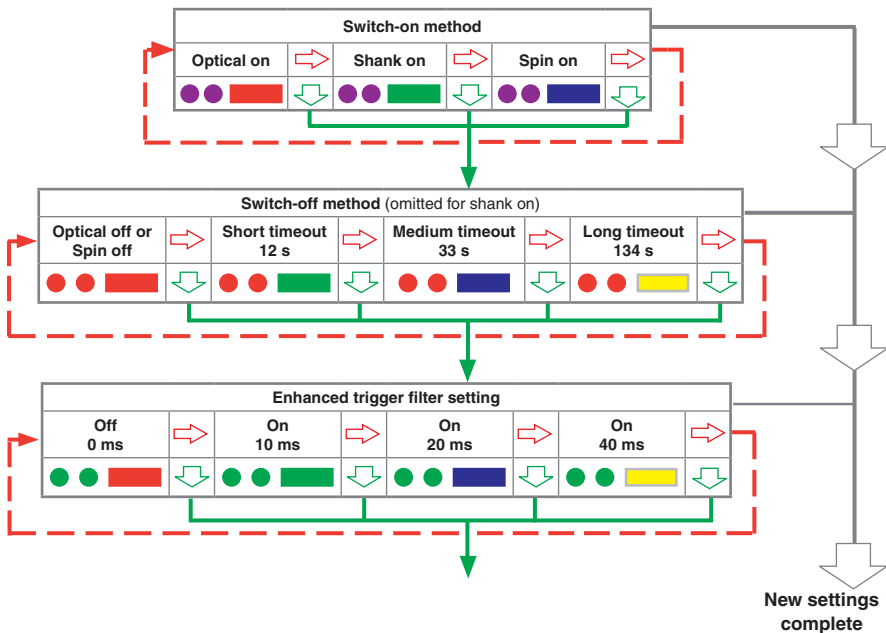 Switch-on method
Optical on
Shank on
Spin on
Switch-off method (omitted for shank on)
Optical off or
Spin off
Short timeout
12 s
Medium timeout
33 s
Long timeout
134 s
Enhanced trigger filter setting
Off
0 ms
On
10 ms
On
20 ms
On
40 ms
New settings
complete